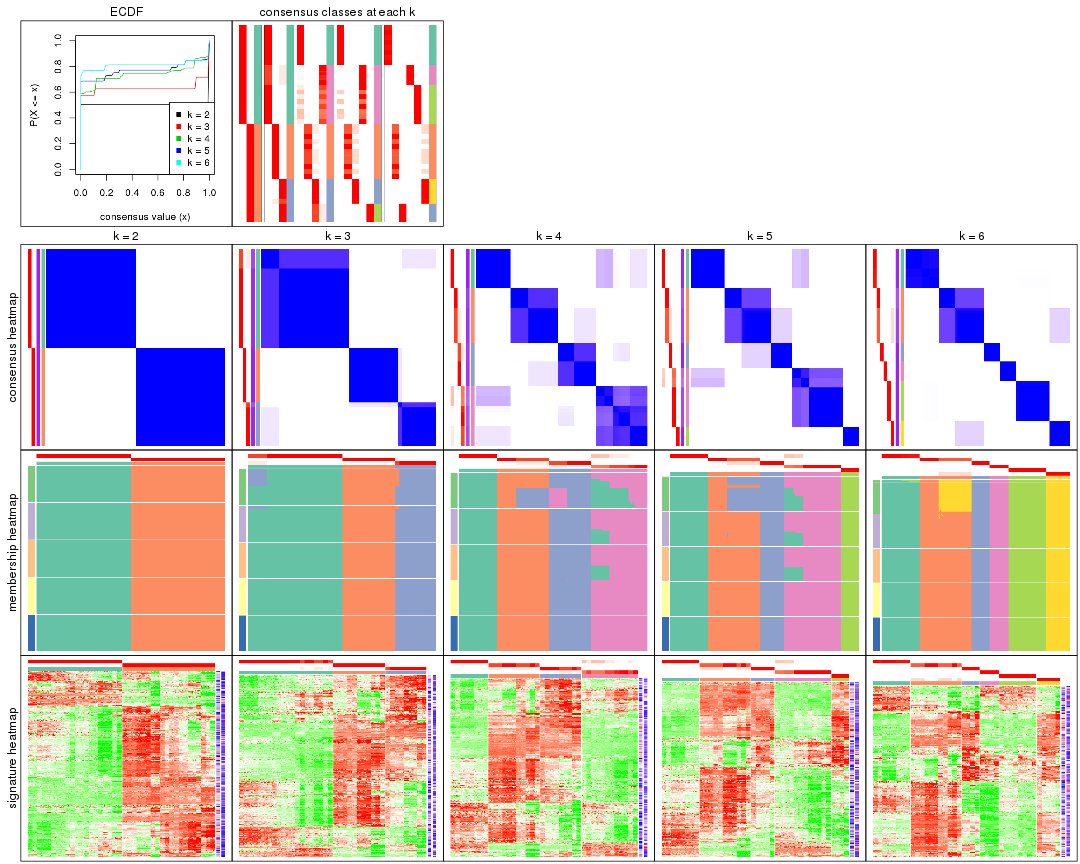 ECDF
consensus classes at each k
P(X <= x)
0.0 0.2 0.4 0.6 0.8 1.0
k = 2
k = 3
k = 4
k = 5
k = 6
0.0 0.2 0.4 0.6 0.8 1.0
consensus value (x)
k = 2 k = 3 k = 4 k = 5 k = 6
consensus heatmap
membership heatmap
signature heatmap